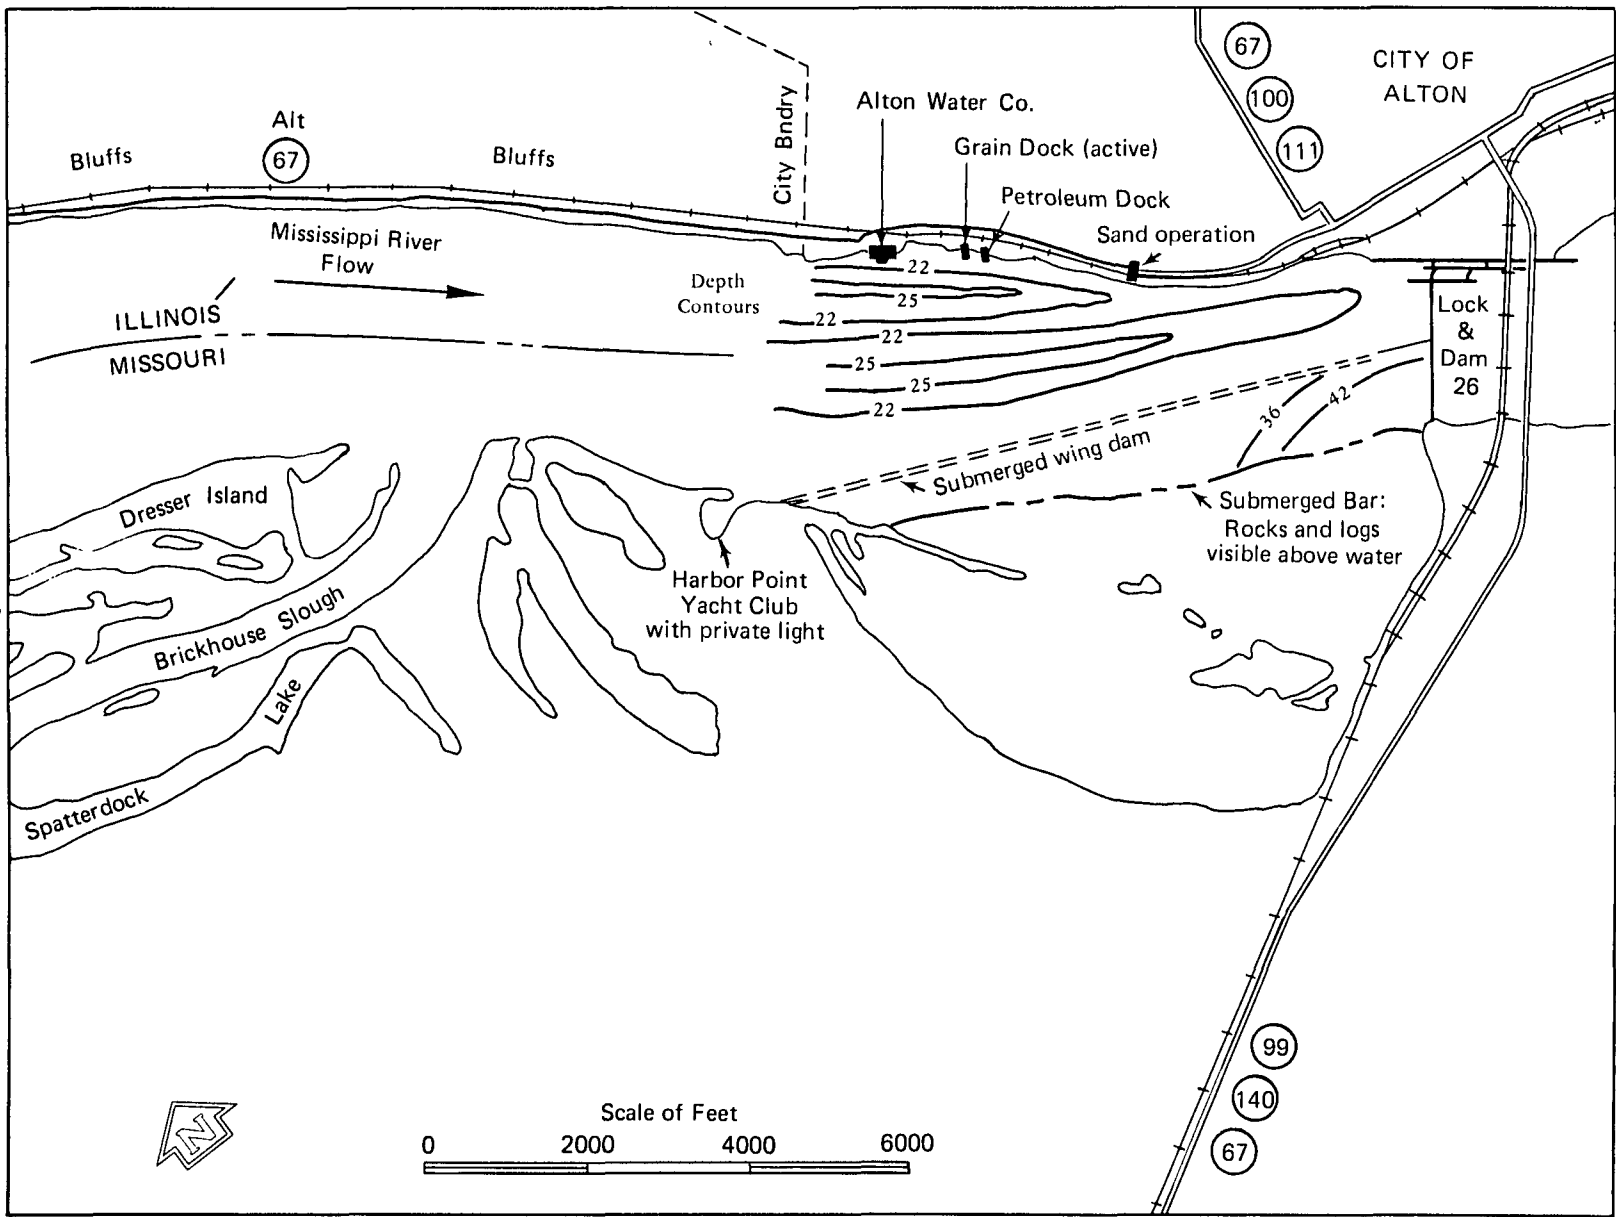 67
100
111
CITY OF
ALTON
Alt
67
Bluffs
Bluffs
City Bndry
Alton Water Co.
Grain Dock (active)
Petroleum Dock
Sand operation
Mississippi River
Flow
ILLINOIS
MISSOURI
Depth
Contours
22
25
22
22
25
25
22
36
42
Lock
&
Dam
26
Submerged wing dam
Submerged Bar:
Rocks and logs
visible above water
Dresser Island
Brickhouse Slough
Spatterdock
Lake
Harbor Point
Yacht Club
with private light
99
140
67
N
Scale of Feet
0 2000 4000 6000